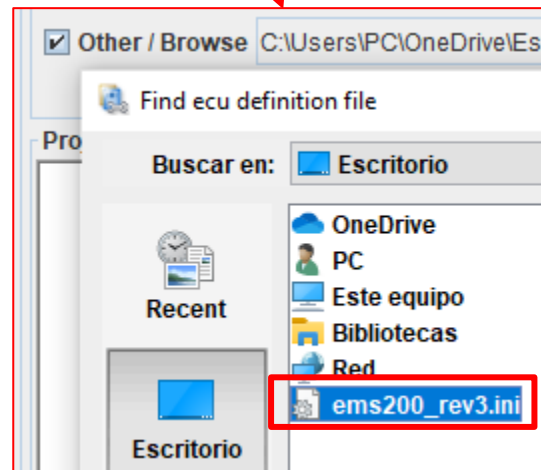 Other / Browse C:\Users\PC\OneDrive\Es
Find ecu definition file
Pro
Buscar en: Escritorio
OneDrive
PC
Este equipo
Bibliotecas
Red
ems200_rev3.ini
Recent
Escritorio